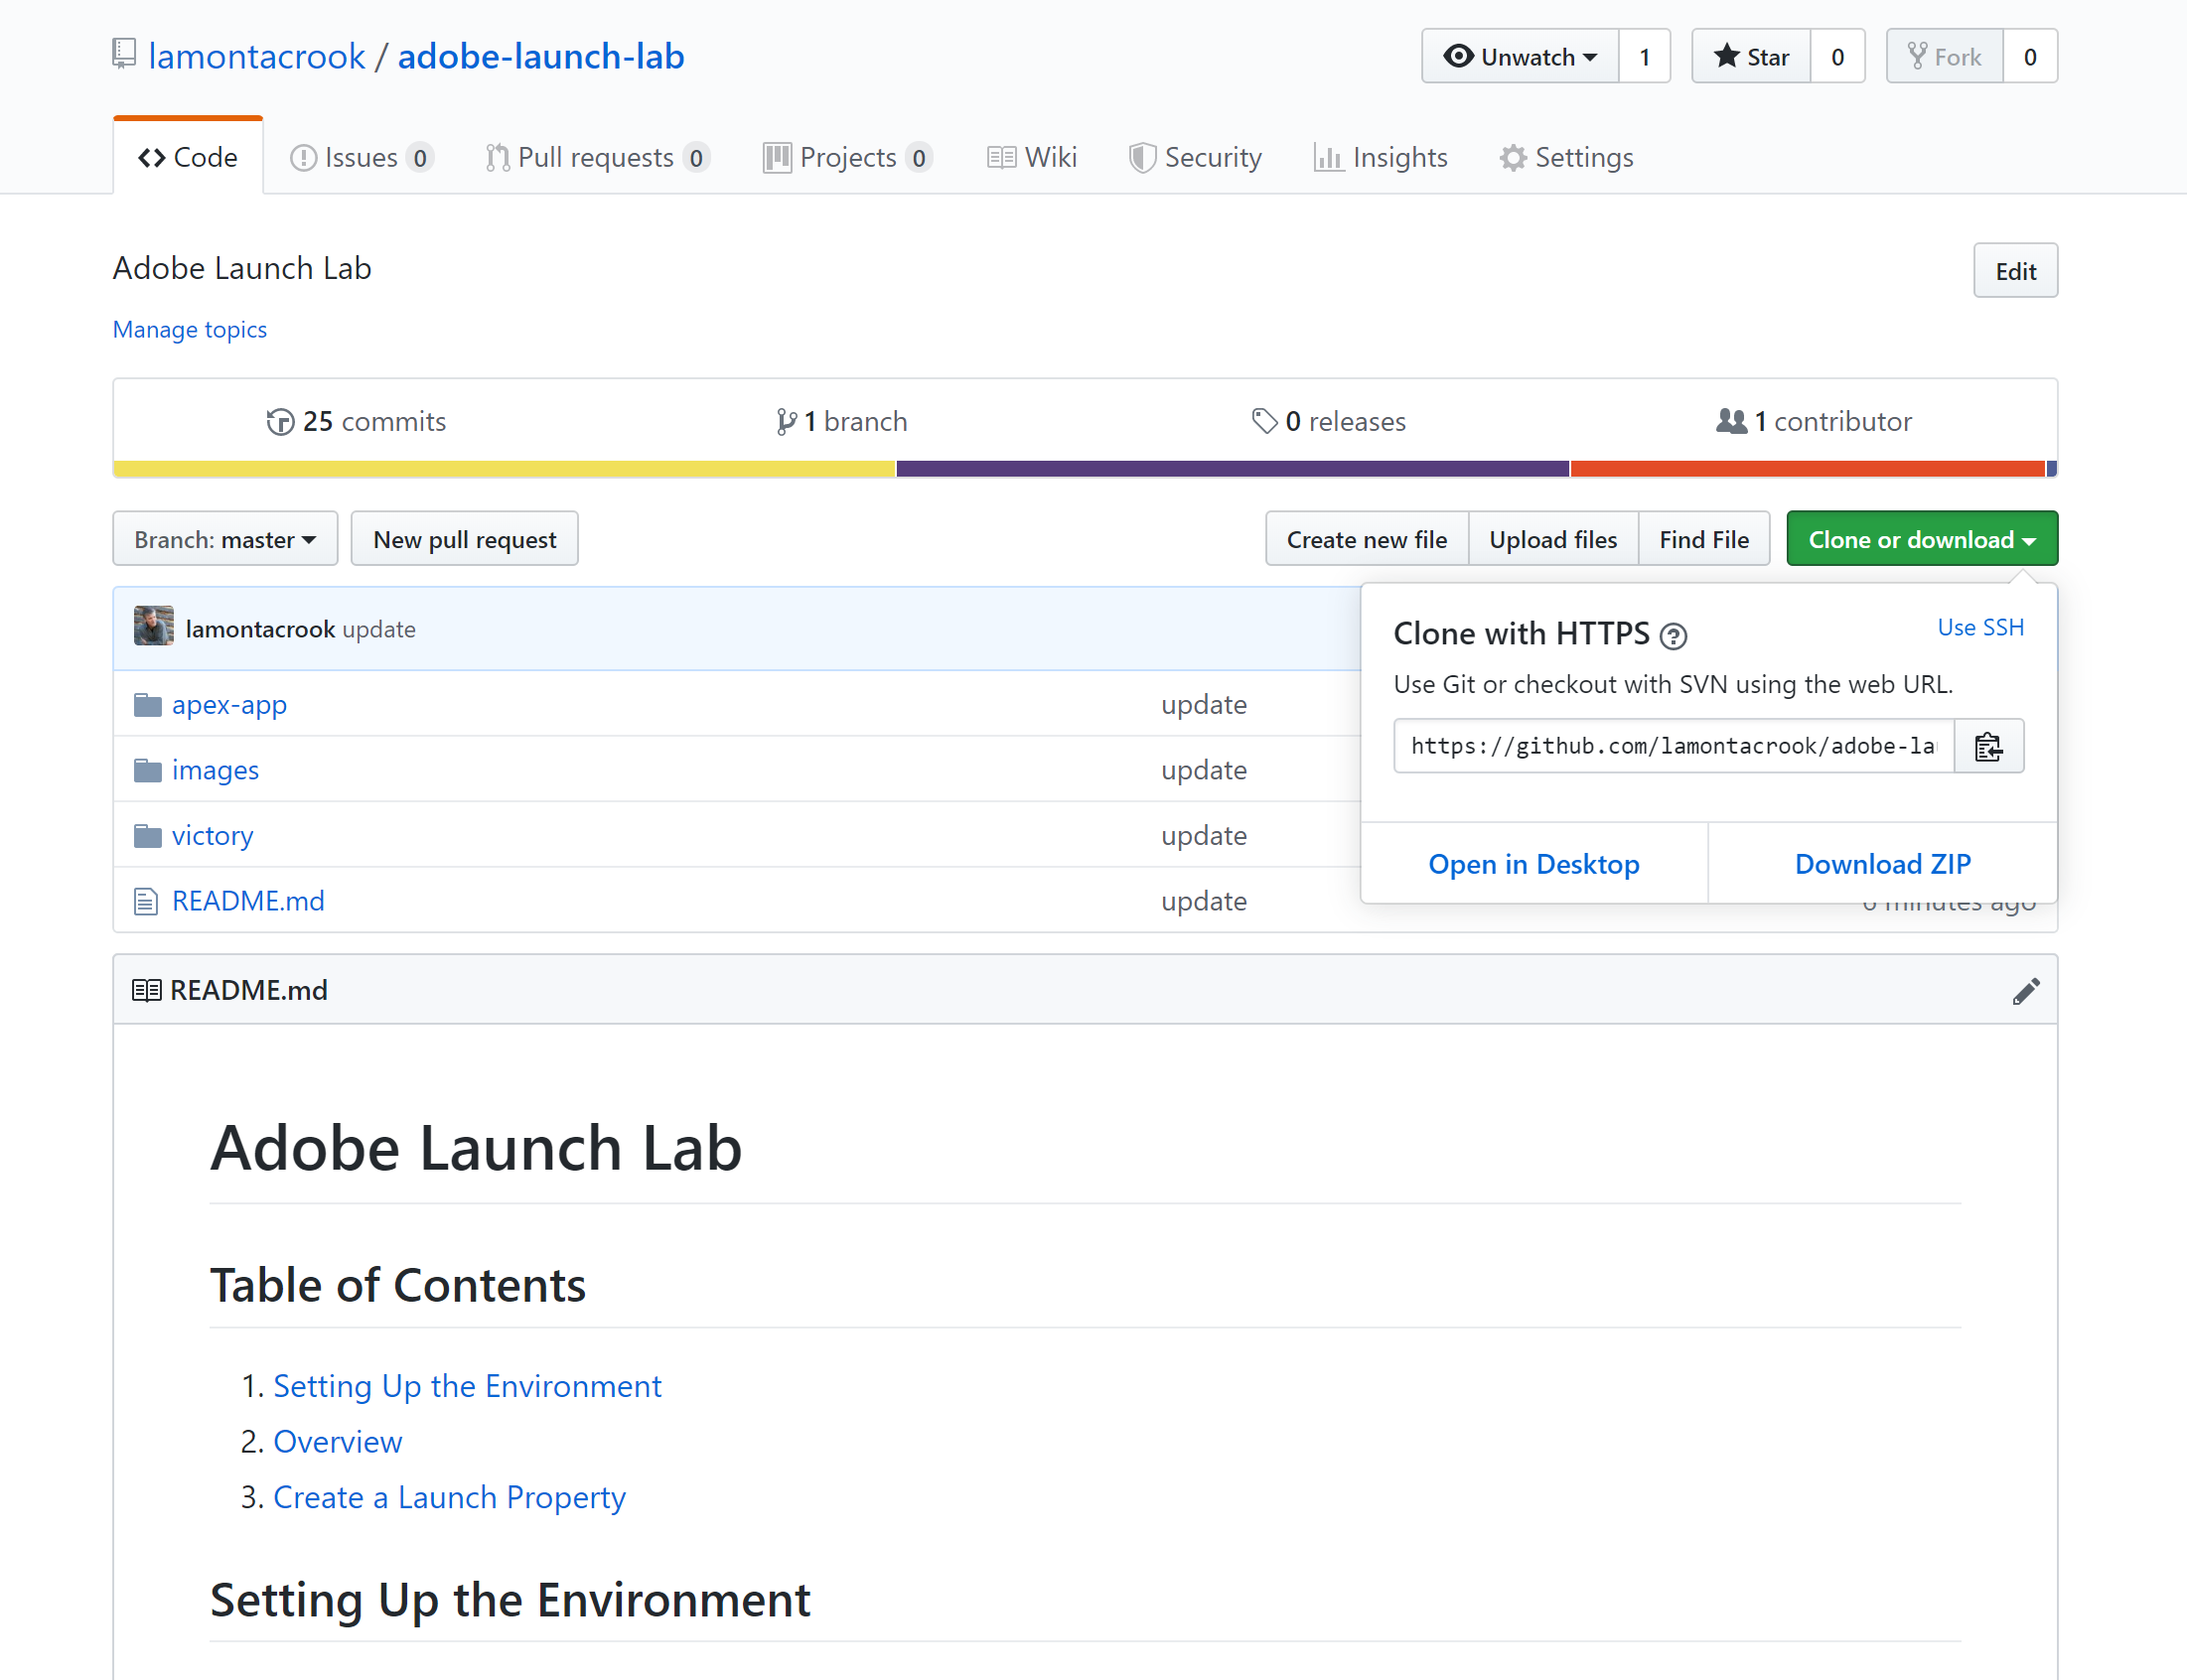 lamontacrook / adobe-launch-lab
Unwatch 1 Star 0 Fork 0
Code Issues 0 Pull requests 0 Projects 0 Wiki Security Insights Settings
Adobe Launch Lab
Edit
Manage topics
25 commits 1 branch 0 releases 1 contributor
Branch: master New pull request Create new file Upload files Find File Clone or download
lamontacrook update
Clone with HTTPS Use SSH
Use Git or checkout with SVN using the web URL.
https://github.com/lamontacrook/adobe-la
Open in Desktop Download ZIP
apex-app update
images update
victory update
README.md update minutes ago
README.md
Adobe Launch Lab
Table of Contents
1. Setting Up the Environment
2. Overview
3. Create a Launch Property
Setting Up the Environment